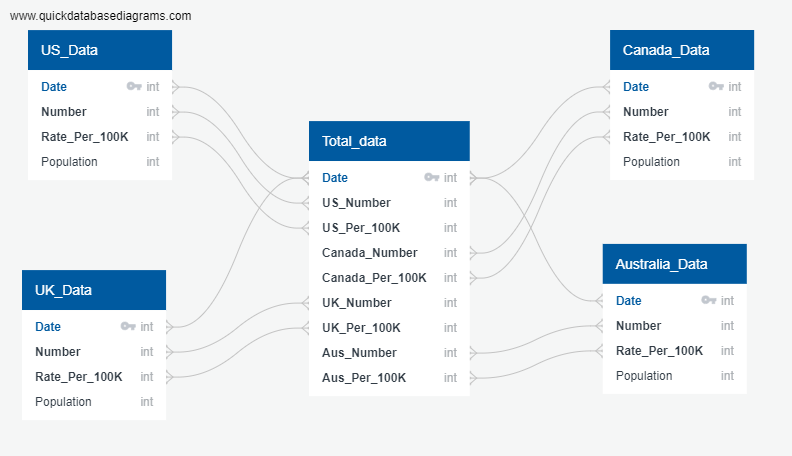 www.quickdatabasediagrams.com
US_Data
Date int
Number int
Rate_Per_100K int
Population int
UK_Data
Date int
Number int
Rate_Per_100K int
Population int
Total_data
Date int
US_Number int
US_Per_100K int
Canada_Number int
Canada_Per_100K int
UK_Number int
UK_Per_100K int
Aus_Number int
Aus_Per_100K int
Canada_Data
Date int
Number int
Rate_Per_100K int
Population int
Australia_Data
Date int
Number int
Rate_Per_100K int
Population int